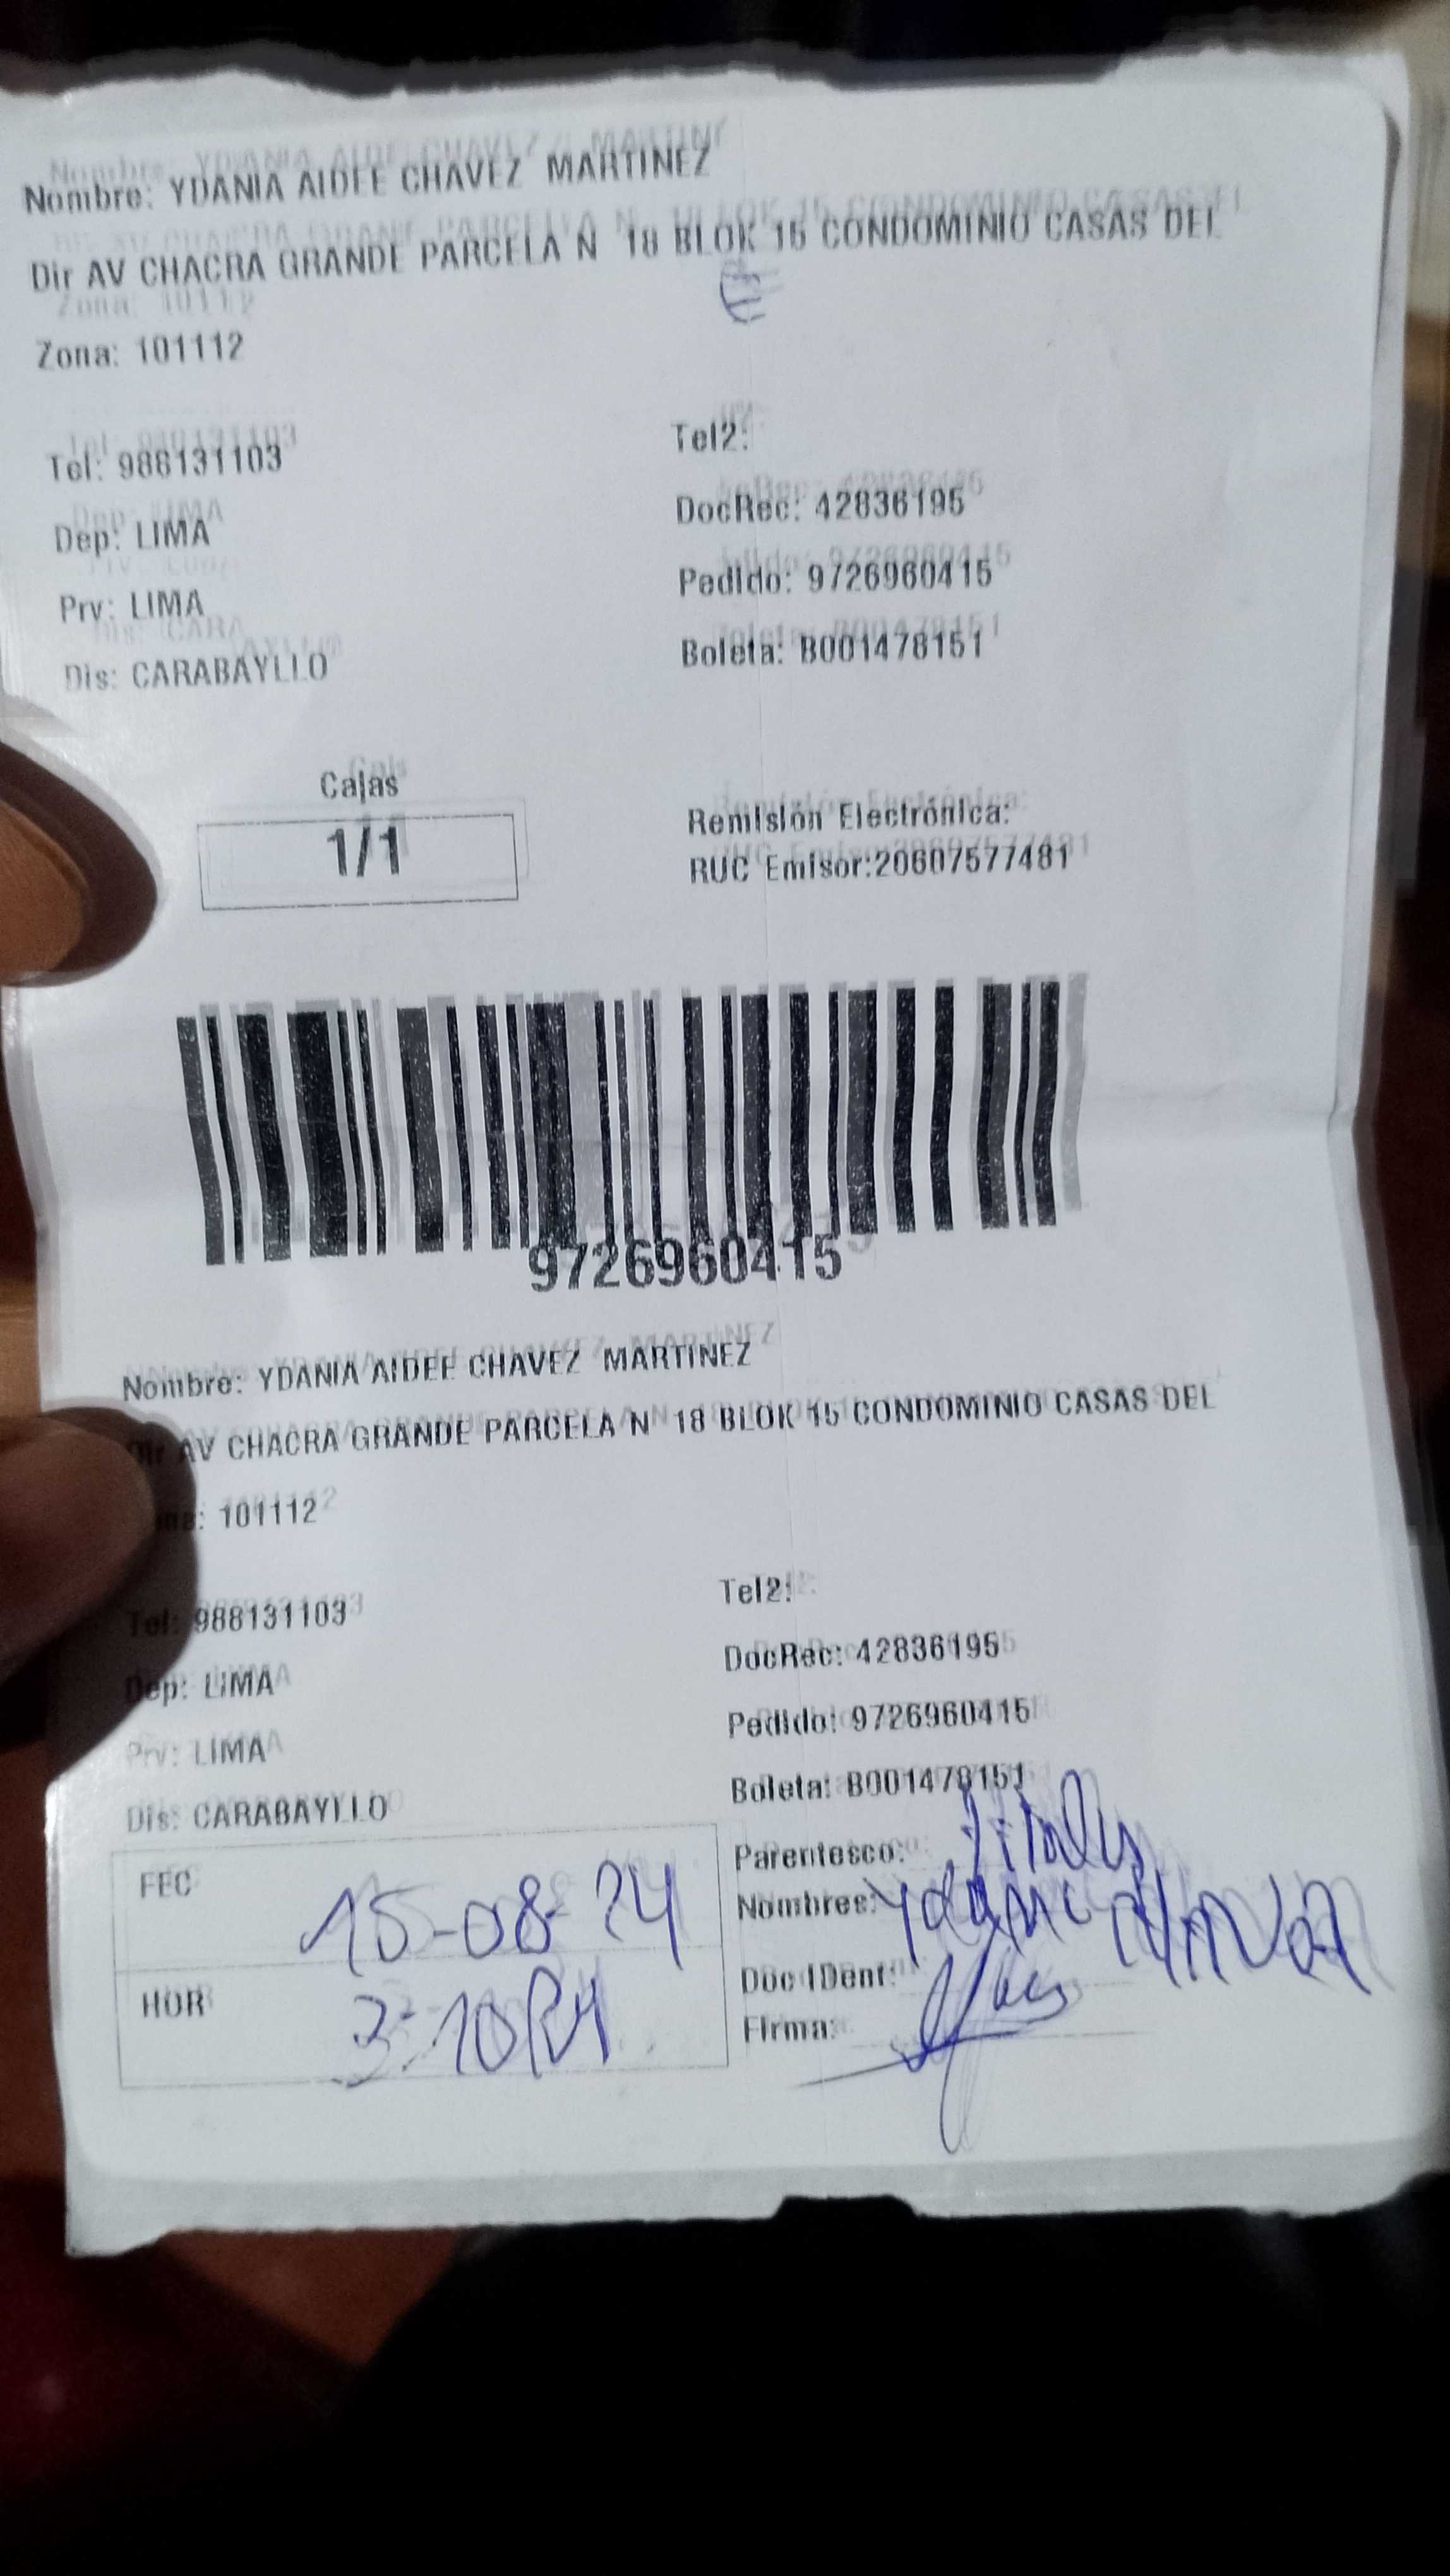 Nombre: YDANIA AIDEE CHAVEZ MARTINEZ
Dir AV CHACRA GRANDE PARCELA N 18 BLOK 15 CONDOMINIO CASAS DEL
Zona: 101112
Tel: 988131103
Tel2:
DocRec: 42836195
Dep: LIMA
Pedido: 9726960415
Prv: LIMA
Boleta: B001478151
Dis: CARABAYLLO
Cajas
1/1
Remisión Electrónica:
RUC Emisor:20607577481
9726960415
Nombre: YDANIA AIDEE CHAVEZ MARTINEZ
Dir AV CHACRA GRANDE PARCELA N 18 BLOK 15 CONDOMINIO CASAS DEL
Zona: 101112
Tel: 988131103
Tel2:
DocRec: 42836195
Dep: LIMA
Pedido: 9726960415
Prv: LIMA
Boleta: B001478151
Dis: CARABAYLLO
Parentesco:
FEC 15-08-24
Nombres:
Doc IDent:
HOR 3:10PM
Firma: